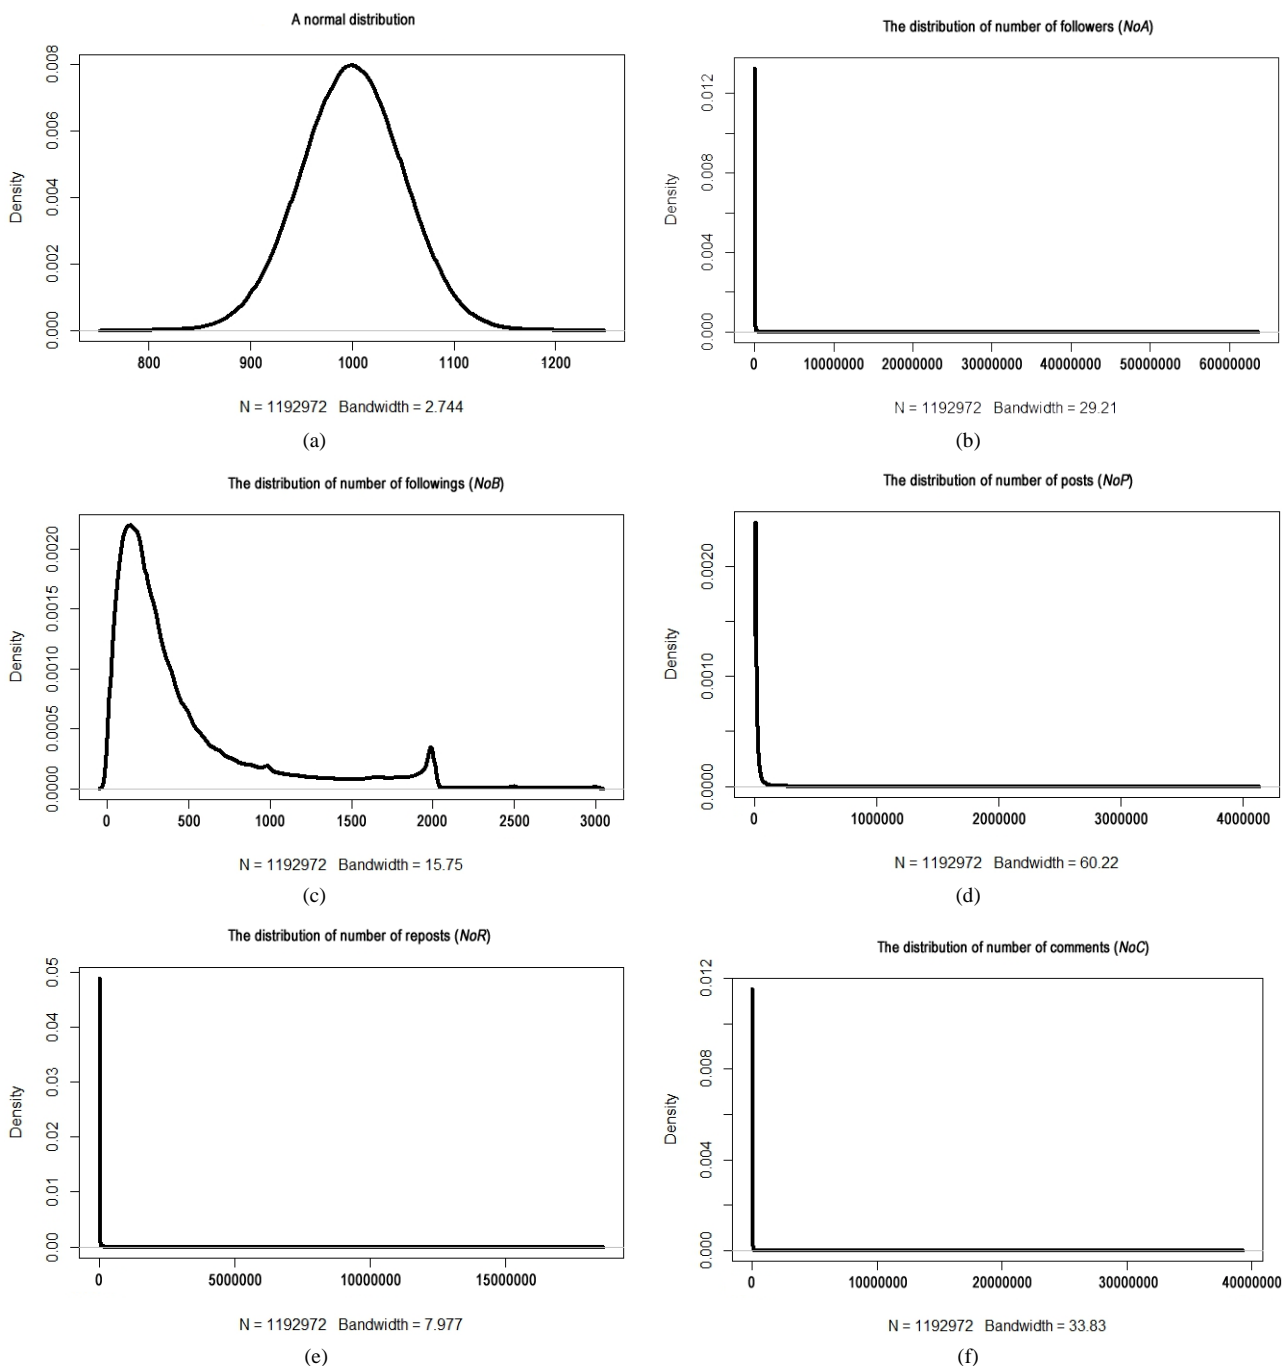 A normal distribution
Density
0.000 0.002 0.004 0.006 0.008
800 900 1000 1100 1200
N = 1192972 Bandwidth = 2.744
(a)
The distribution of number of followers (NoA)
Density
0.000 0.004 0.008 0.012
0 10000000 20000000 30000000 40000000 50000000 60000000
N = 1192972 Bandwidth = 29.21
(b)
The distribution of number of followings (NoB)
Density
0.0000 0.0005 0.0010 0.0015 0.0020
0 500 1000 1500 2000 2500 3000
N = 1192972 Bandwidth = 15.75
(c)
The distribution of number of posts (NoP)
Density
0.0000 0.0010 0.0020
0 1000000 2000000 3000000 4000000
N = 1192972 Bandwidth = 60.22
(d)
The distribution of number of reposts (NoR)
Density
0.00 0.01 0.02 0.03 0.04 0.05
0 5000000 10000000 15000000
N = 1192972 Bandwidth = 7.977
(e)
The distribution of number of comments (NoC)
Density
0.000 0.004 0.008 0.012
0 10000000 20000000 30000000 40000000
N = 1192972 Bandwidth = 33.83
(f)